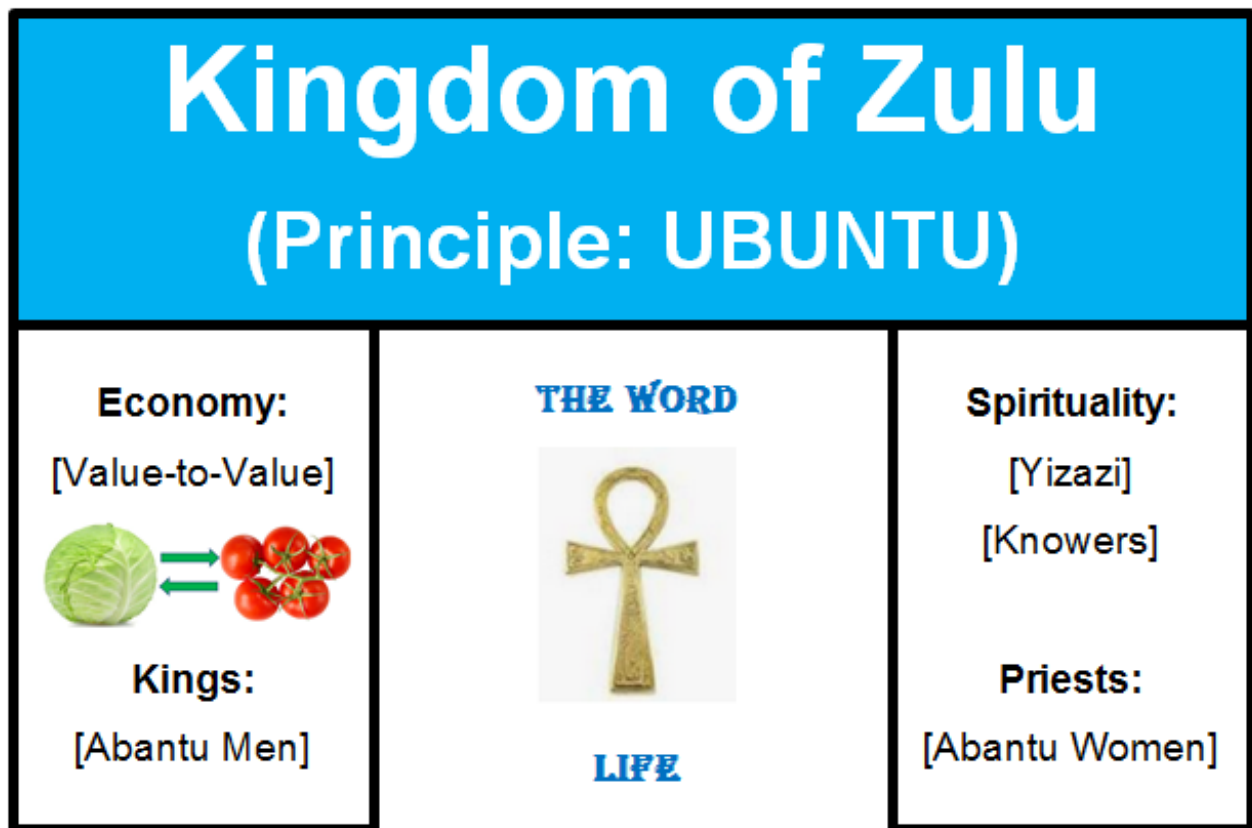 Kingdom of Zulu
(Principle: UBUNTU)
Economy:
[Value-to-Value]
Kings:
[Abantu Men]
THE WORD
LIFE
Spirituality:
[Yizazi]
[Knowers]
Priests:
[Abantu Women]